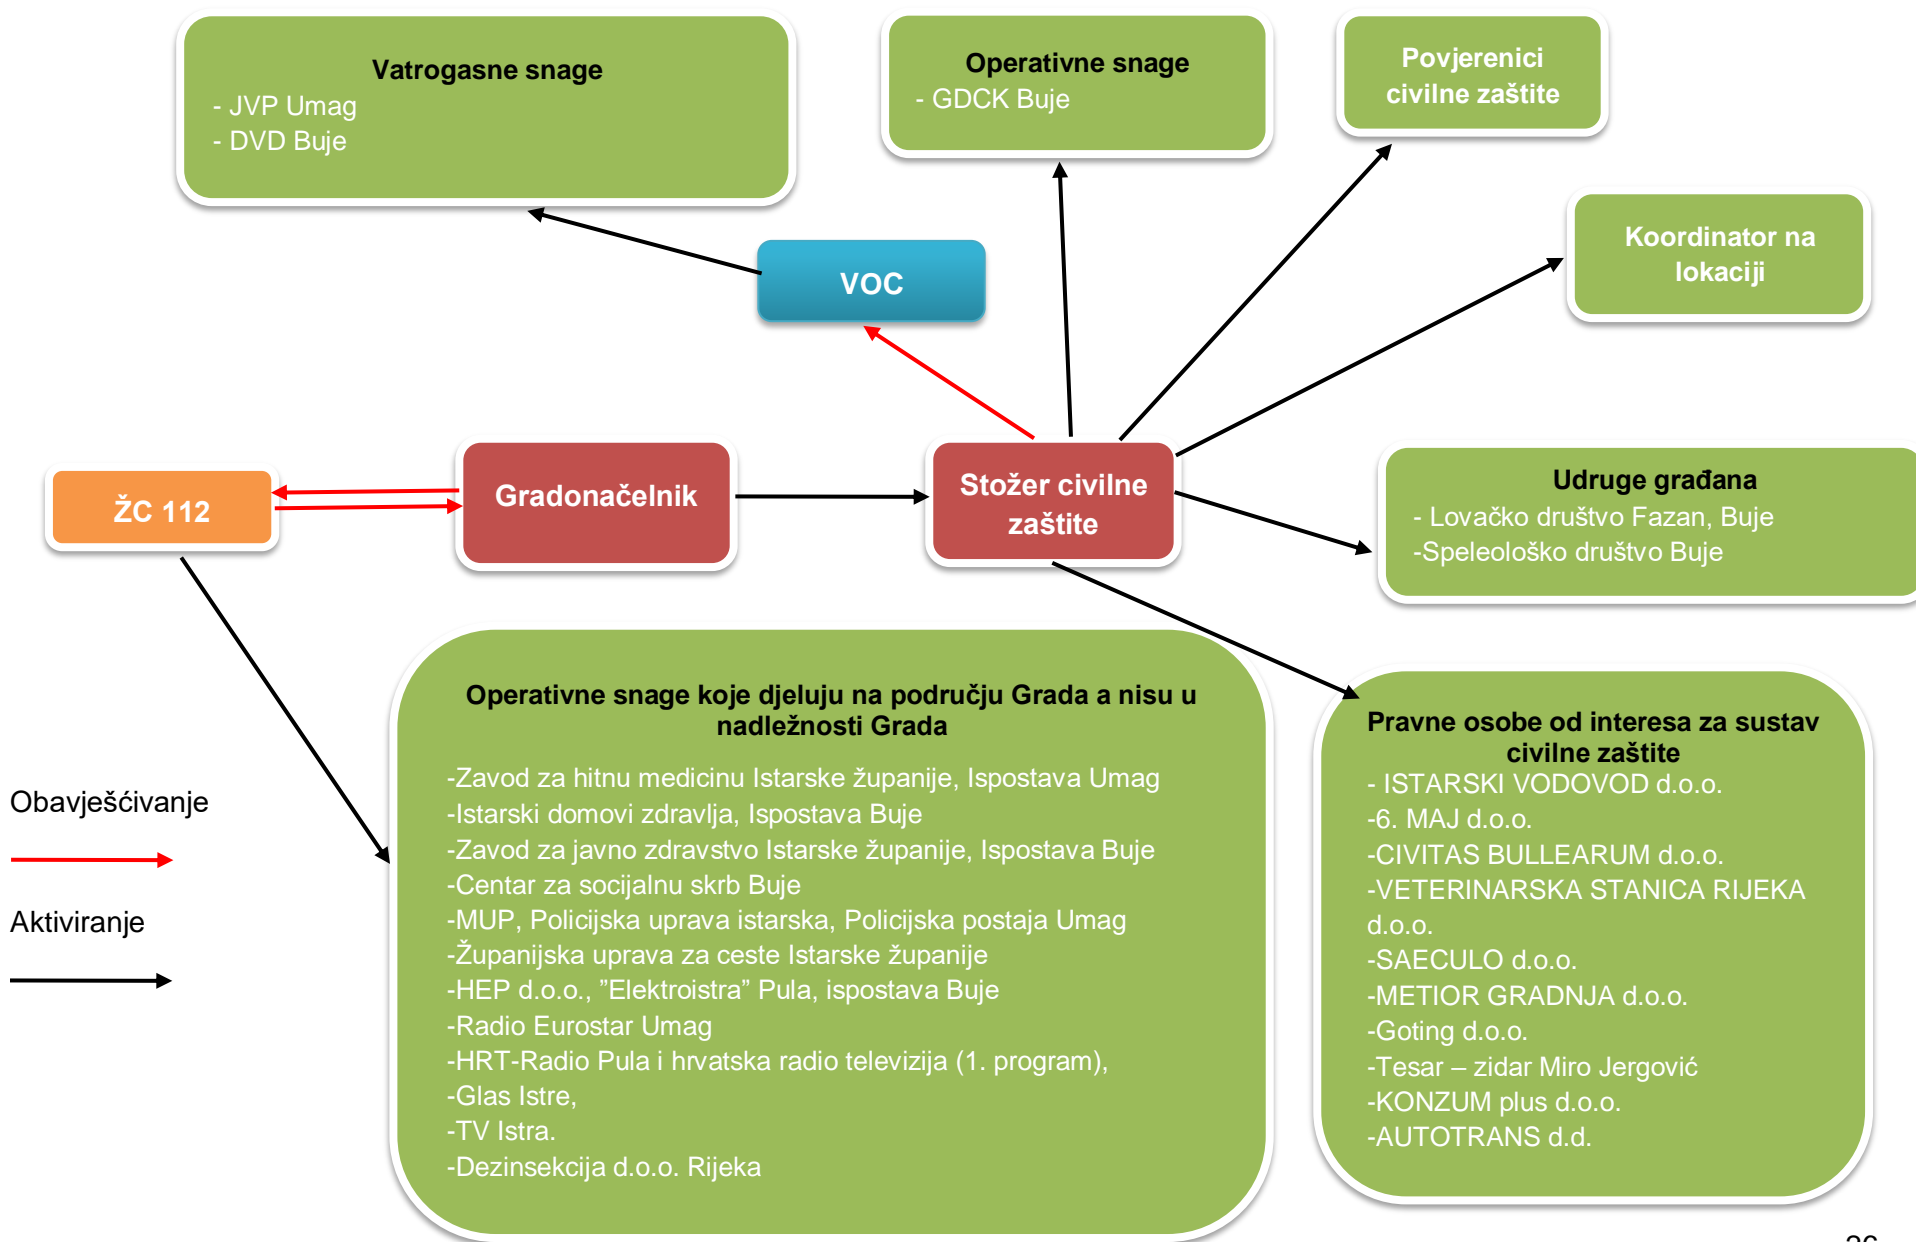 Vatrogasne snage
- JVP Umag
- DVD Buje
Operativne snage
- GDCK Buje
Povjerenici
civilne zaštite
Koordinator na
lokaciji
VOC
ŽC 112
Gradonačelnik
Stožer civilne
zaštite
Udruge građana
- Lovačko društvo Fazan, Buje
-Speleološko društvo Buje
Operativne snage koje djeluju na području Grada a nisu u
nadležnosti Grada
-Zavod za hitnu medicinu Istarske županije, Ispostava Umag
-Istarski domovi zdravlja, Ispostava Buje
-Zavod za javno zdravstvo Istarske županije, Ispostava Buje
-Centar za socijalnu skrb Buje
-MUP, Policijska uprava istarska, Policijska postaja Umag
-Županijska uprava za ceste Istarske županije
-HEP d.o.o., ”Elektroistra” Pula, ispostava Buje
-Radio Eurostar Umag
-HRT-Radio Pula i hrvatska radio televizija (1. program),
-Glas Istre,
-TV Istra.
-Dezinsekcija d.o.o. Rijeka
Pravne osobe od interesa za sustav
civilne zaštite
- ISTARSKI VODOVOD d.o.o.
-6. MAJ d.o.o.
-CIVITAS BULLEARUM d.o.o.
-VETERINARSKA STANICA RIJEKA
d.o.o.
-SAECULO d.o.o.
-METIOR GRADNJA d.o.o.
-Goting d.o.o.
-Tesar – zidar Miro Jergović
-KONZUM plus d.o.o.
-AUTOTRANS d.d.
Obavješćivanje
Aktiviranje